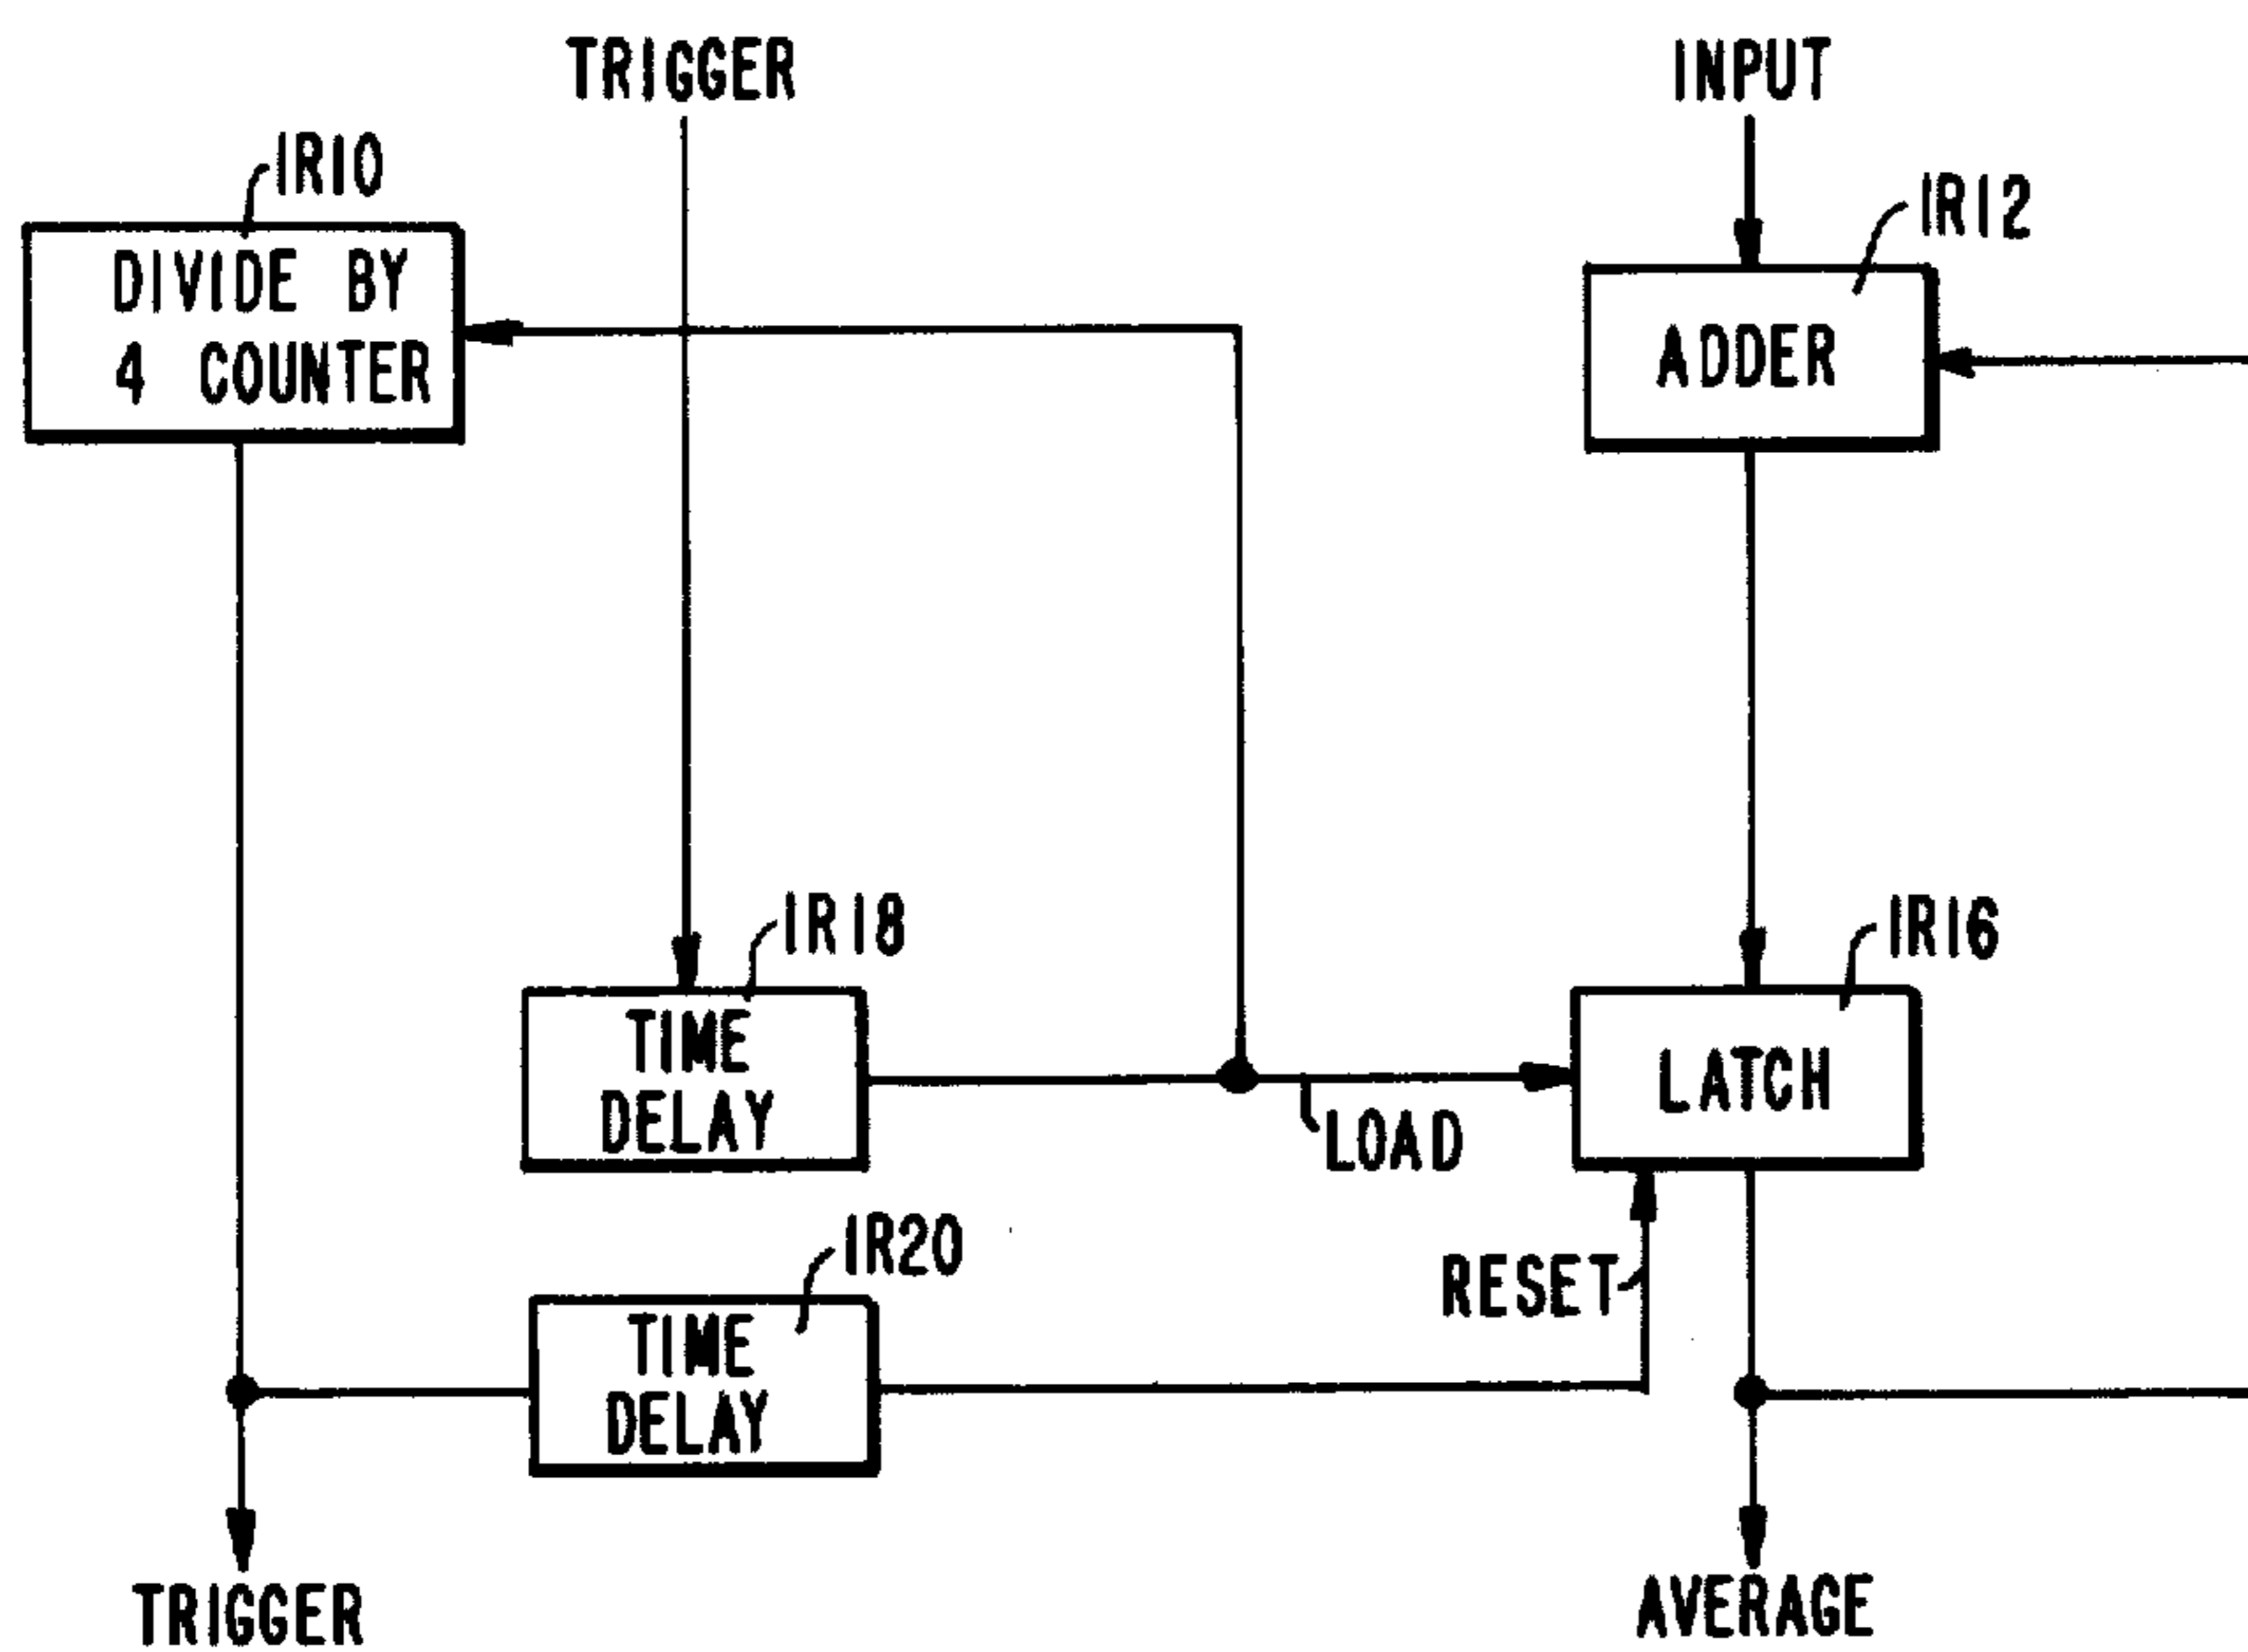 TRIGGER
INPUT
IR10
IR12
DIVIDE BY
4 COUNTER
ADDER
IR18
IR16
TIME
DELAY
LATCH
LOAD
IR20
RESET
TIME
DELAY
TRIGGER
AVERAGE